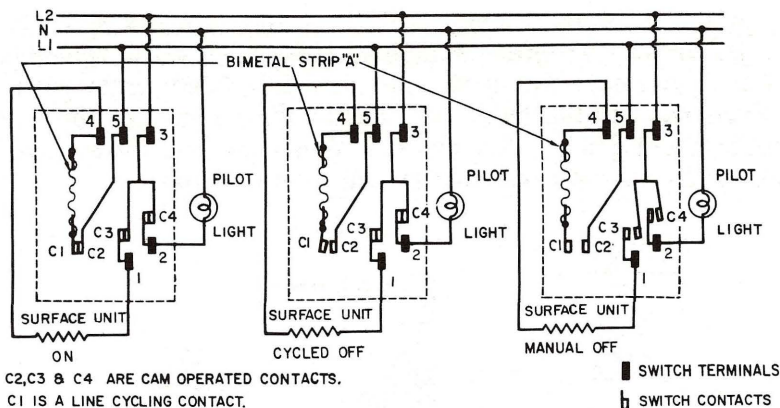 L2
N
L1
BIMETAL STRIP "A"
4 5 3
PILOT
LIGHT
C1 C2 C3 C4
2
1
SURFACE UNIT
ON
4 5 3
PILOT
LIGHT
C1 C2 C3 C4
2
1
SURFACE UNIT
CYCLED OFF
4 5 3
PILOT
LIGHT
C1 C2 C3 C4
2
1
SURFACE UNIT
MANUAL OFF
C2,C3 & C4 ARE CAM OPERATED CONTACTS.
C1 IS A LINE CYCLING CONTACT.
SWITCH TERMINALS
SWITCH CONTACTS